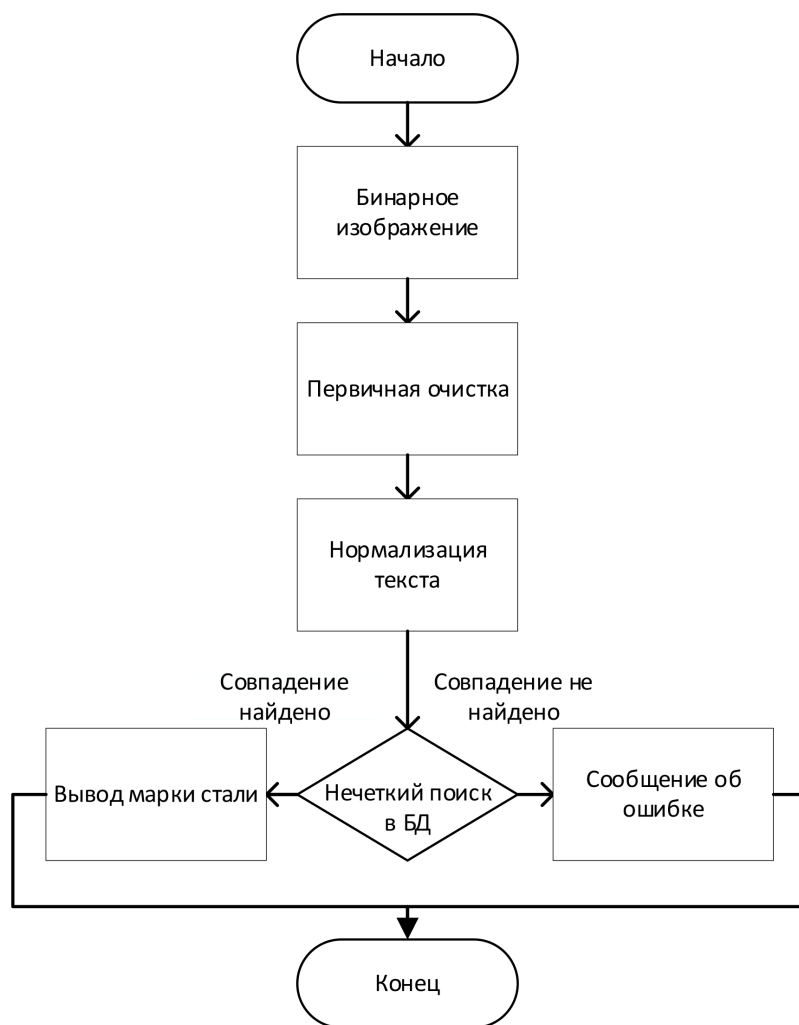 Начало
Бинарное
изображение
Первичная очистка
Нормализация
текста
Совпадение
найдено
Совпадение не
найдено
Вывод марки стали
Нечеткий поиск
в БД
Сообщение об
ошибке
Конец